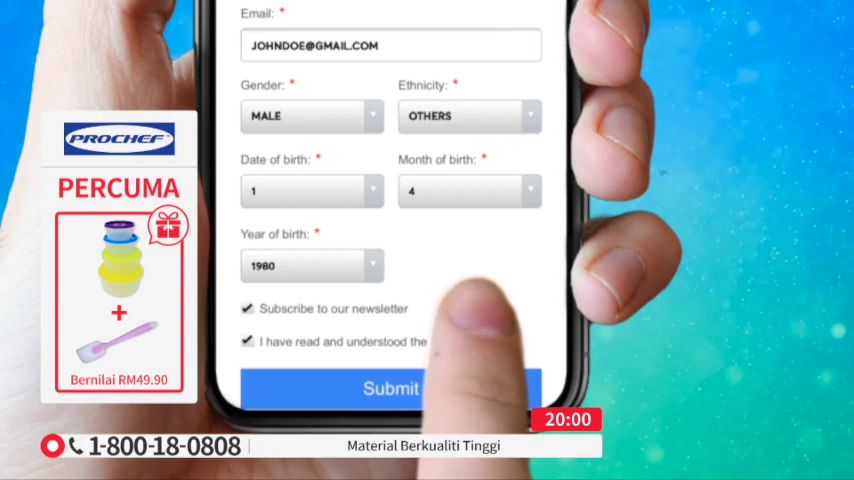 Email: *
JOHNDOE@GMAIL.COM
Gender: * Ethnicity: *
MALE OTHERS
Date of birth: * Month of birth: *
1 4
Year of birth: *
1980
Subscribe to our newsletter
I have read and understood the
Submit
PROCHEF
PERCUMA
+
Bernilai RM49.90
20:00
1-800-18-0808
Material Berkualiti Tinggi